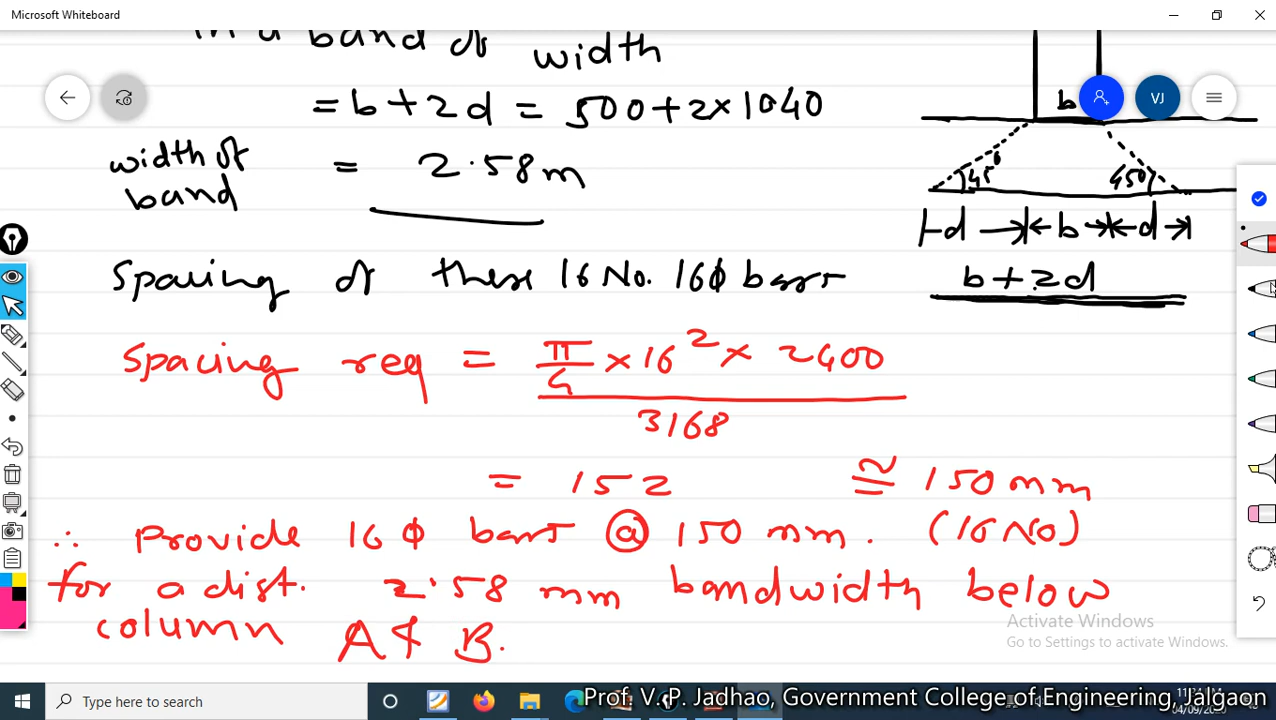 Microsoft Whiteboard
in a band of width
= b + 2d = 500 + 2 × 1040
width of band = 2.58 m
b
VJ
45°
450
d b d
b + 2d
Spacing of these 16 No. 16ϕ bars
Spacing req = π/4 × 16² × 2400
3168
= 152 ≅ 150 mm
∴ Provide 16 ϕ bars @ 150 mm. (16 No)
for a dist. 2.58 mm bandwidth below
column A & B.
Activate Windows
Go to Settings to activate Windows.
Type here to search
Prof. V. P. Jadhao, Government College of Engineering, Jalgaon